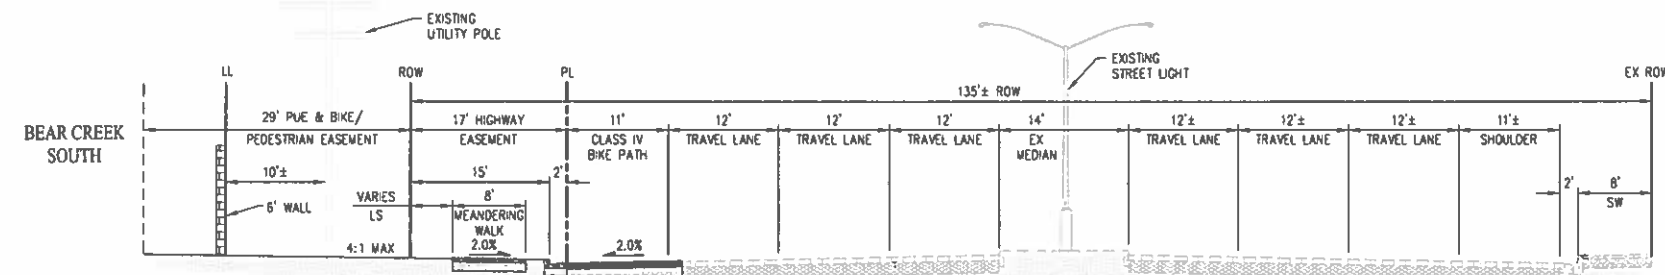 EXISTING
UTILITY POLE
EXISTING
STREET LIGHT
LL
ROW
PL
EX ROW
135'± ROW
29' PUE & BIKE/
PEDESTRIAN EASEMENT
17' HIGHWAY
EASEMENT
11'
CLASS IV
BIKE PATH
12'
TRAVEL LANE
12'
TRAVEL LANE
12'
TRAVEL LANE
14'
EX
MEDIAN
12'±
TRAVEL LANE
12'±
TRAVEL LANE
12'±
TRAVEL LANE
11'±
SHOULDER
BEAR CREEK
SOUTH
10'±
15'
2'
2'
8'
SW
6' WALL
VARIES
LS
8'
MEANDERING
WALK
4:1 MAX
2.0%
2.0%